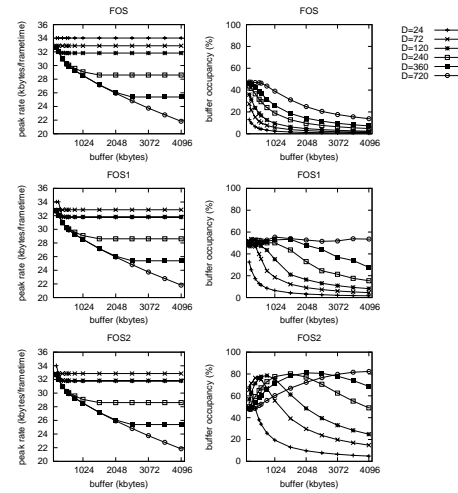 FOS
36
34
32
30
28
26
24
22
20
1024 2048 3072 4096
buffer (kbytes)
peak rate (kbytes/frametime)
FOS
100
80
60
40
20
0
1024 2048 3072 4096
buffer (kbytes)
buffer occupancy (%)
D=24
D=72
D=120
D=240
D=360
D=720
FOS1
36
34
32
30
28
26
24
22
20
1024 2048 3072 4096
buffer (kbytes)
peak rate (kbytes/frametime)
FOS1
100
80
60
40
20
0
1024 2048 3072 4096
buffer (kbytes)
buffer occupancy (%)
FOS2
36
34
32
30
28
26
24
22
20
1024 2048 3072 4096
buffer (kbytes)
peak rate (kbytes/frametime)
FOS2
100
80
60
40
20
0
1024 2048 3072 4096
buffer (kbytes)
buffer occupancy (%)